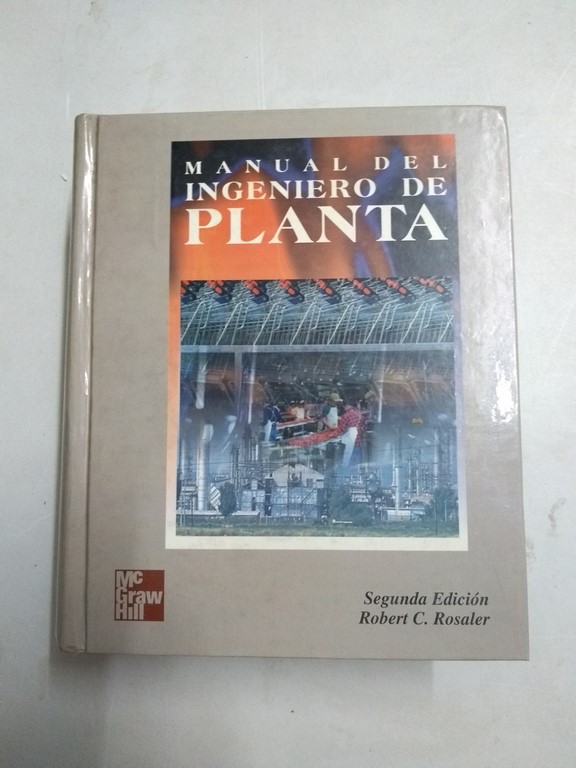 MANUAL DEL
INGENIERO DE
PLANTA
Mc
Graw
Hill
Segunda Edición
Robert C. Rosaler